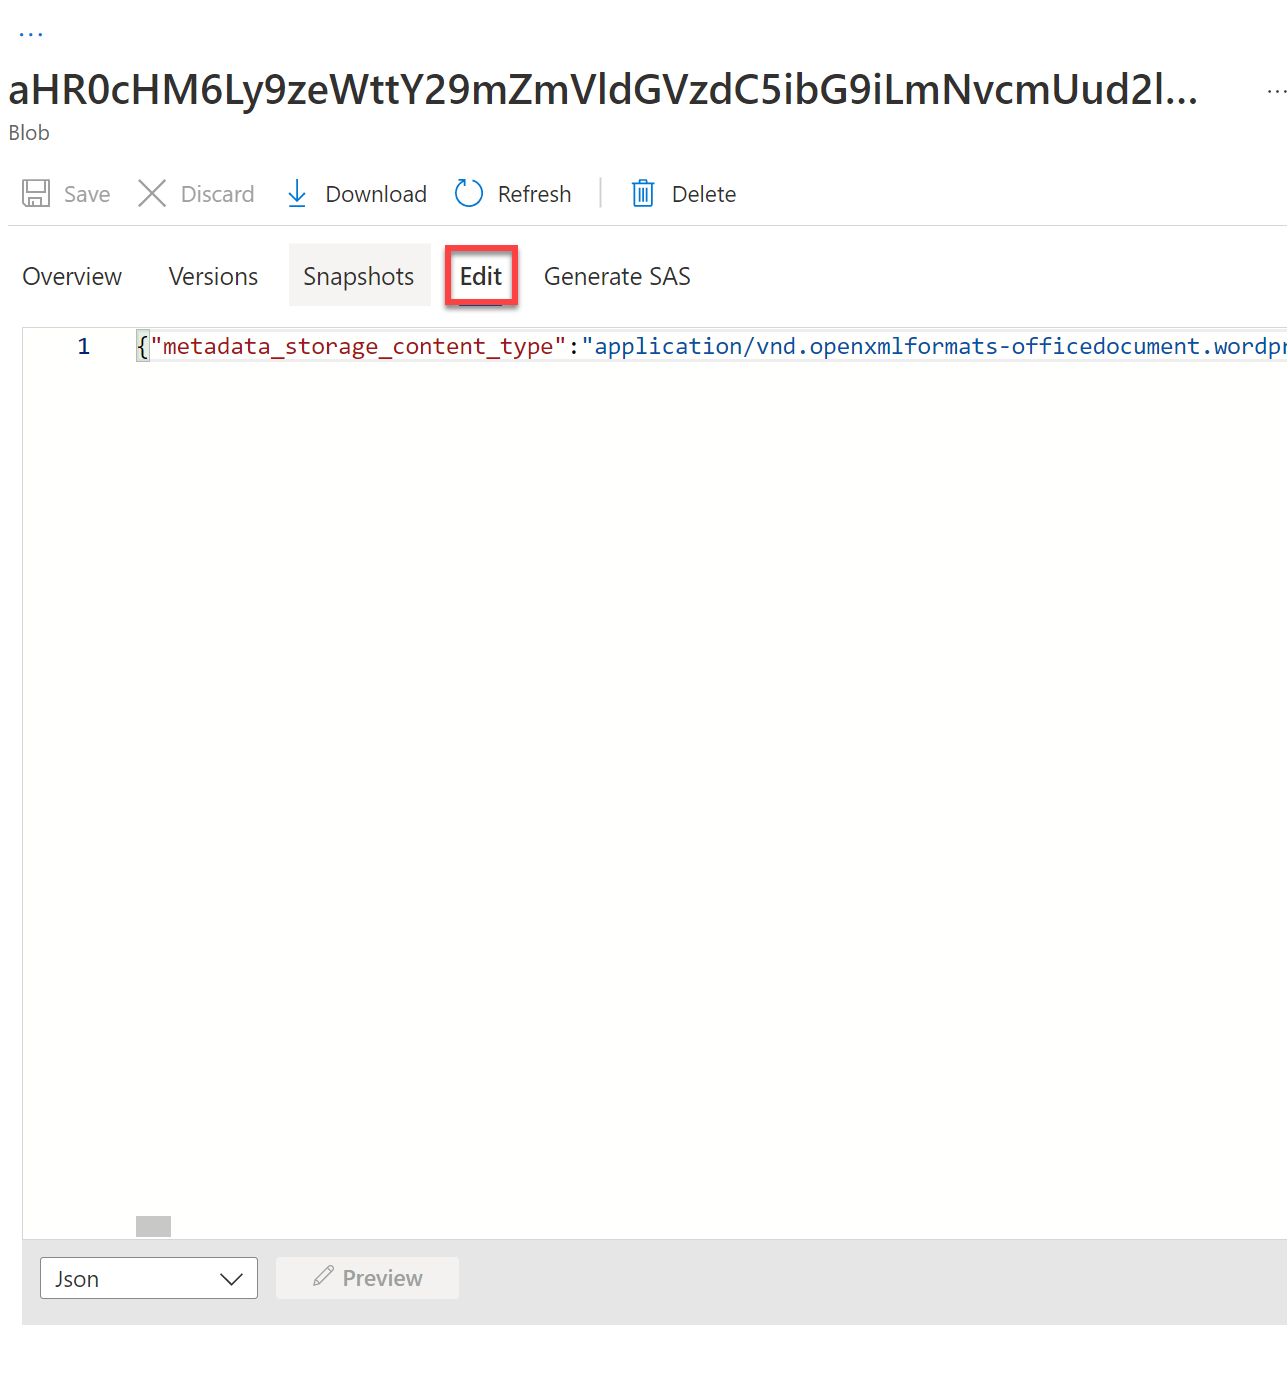 ...
aHR0cHM6Ly9zeWttY29mZmVldGVzdC5ibG9iLmNvcmUud2l...
...
Blob
Save Discard Download Refresh Delete
Overview Versions Snapshots Edit Generate SAS
1 {"metadata_storage_content_type":"application/vnd.openxmlformats-officedocument.wordpr
Json Preview